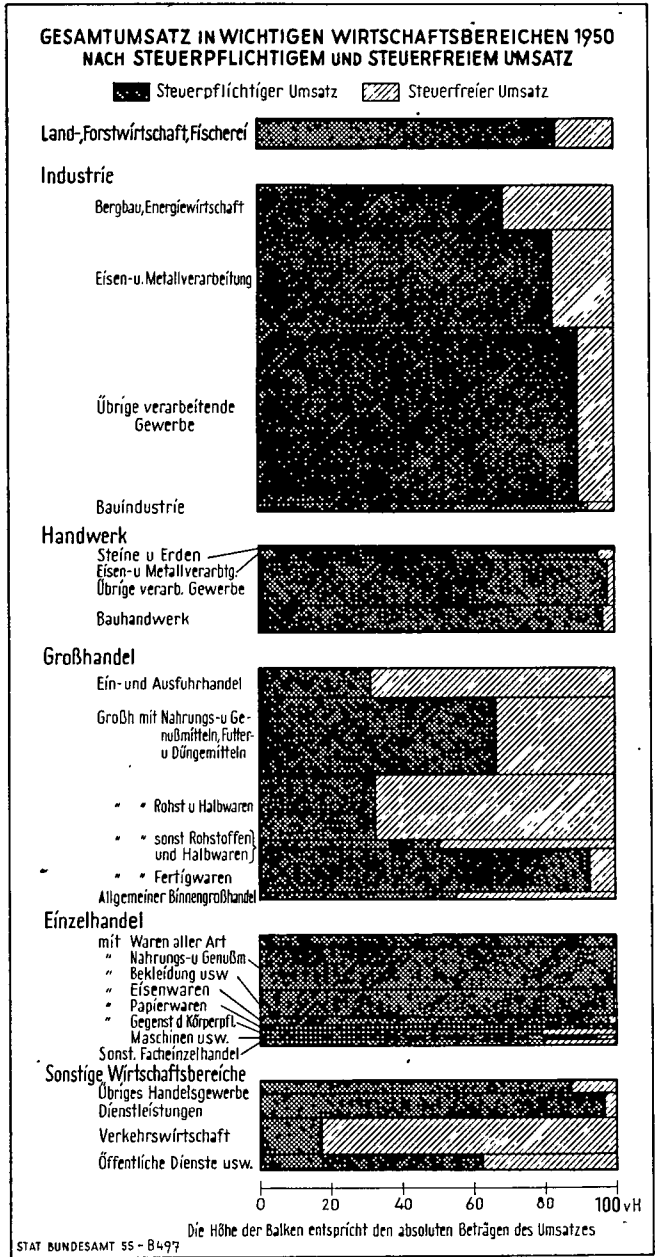 GESAMTUMSATZ IN WICHTIGEN WIRTSCHAFTSBEREICHEN 1950
NACH STEUERPFLICHTIGEM UND STEUERFREIEM UMSATZ
Steuerpflichtiger Umsatz Steuerfreier Umsatz
Land-,Forstwirtschaft,Fischerei
Industrie
Bergbau,Energiewirtschaft
Eisen-u. Metallverarbeitung
Übrige verarbeitende
Gewerbe
Bauindustrie
Handwerk
Steine u Erden
Eisen-u Metallverarbtg.
Übrige verarb. Gewerbe
Bauhandwerk
Großhandel
Ein-und Ausfuhrhandel
Großh mit Nahrungs-u Ge-
nußmitteln, Futter-
u Düngemitteln
" " Rohst u Halbwaren
" " sonst Rohstoffen
und Halbwaren
" " Fertigwaren
Allgemeiner Binnengroßhandel
Einzelhandel
mit Waren aller Art
" Nahrungs-u Genußm
" Bekleidung usw
" Eisenwaren
" Papierwaren
" Gegenst d Körperpfl.
Maschinen usw.
Sonst. Facheinzelhandel
Sonstige Wirtschaftsbereiche
Übriges Handelsgewerbe
Dienstleistungen
Verkehrswirtschaft
Öffentliche Dienste usw.
0 20 40 60 80 100 vH
Die Höhe der Balken entspricht den absoluten Beträgen des Umsatzes
STAT BUNDESAMT 55 - B497